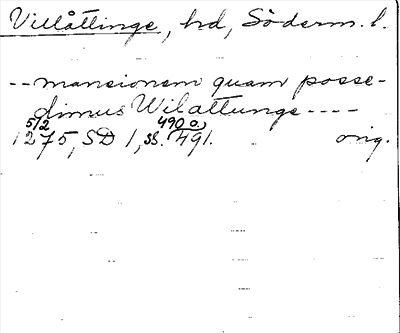 Villåttinge, hd, Söderm. l.
-- mansionem quam posse-
dimus Wilattunge ----
5/2 490 o.
1275, SD 1, ss. 491. orig.